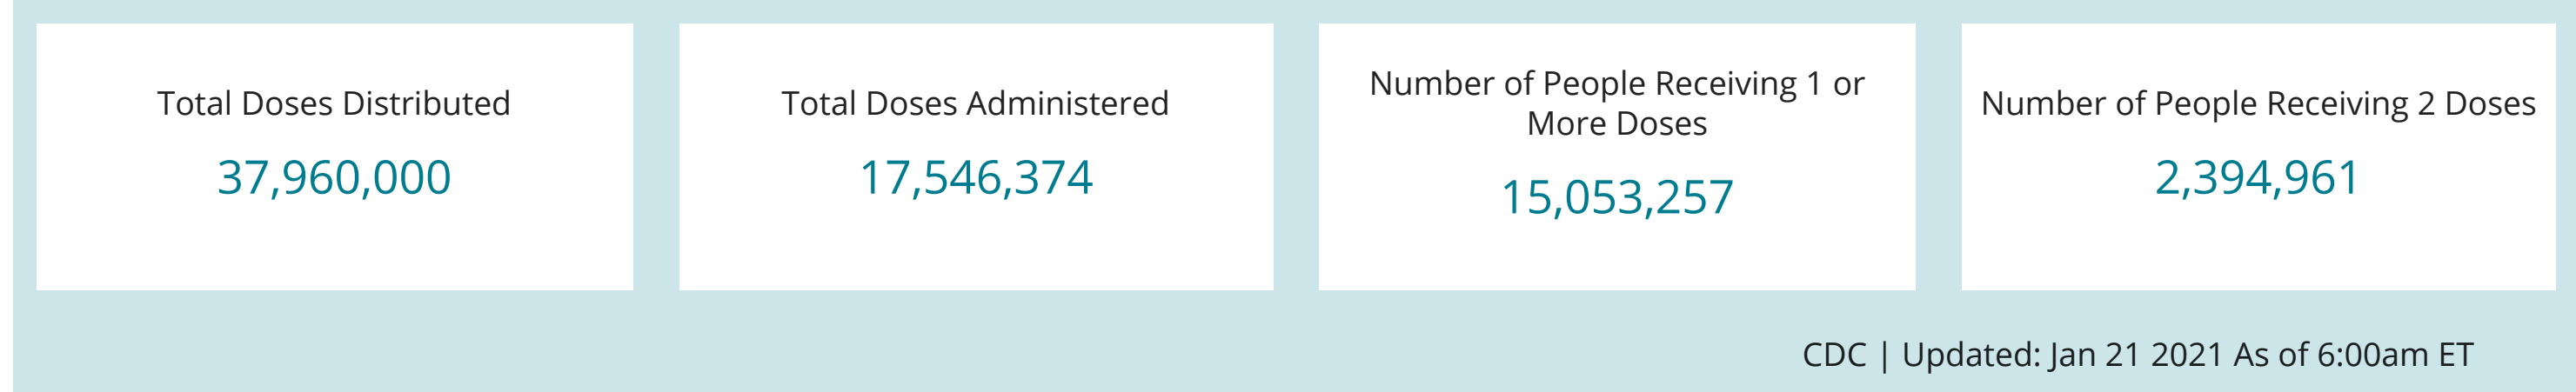 Total Doses Distributed
37,960,000
Total Doses Administered
17,546,374
Number of People Receiving 1 or
More Doses
15,053,257
Number of People Receiving 2 Doses
2,394,961
CDC | Updated: Jan 21 2021 As of 6:00am ET